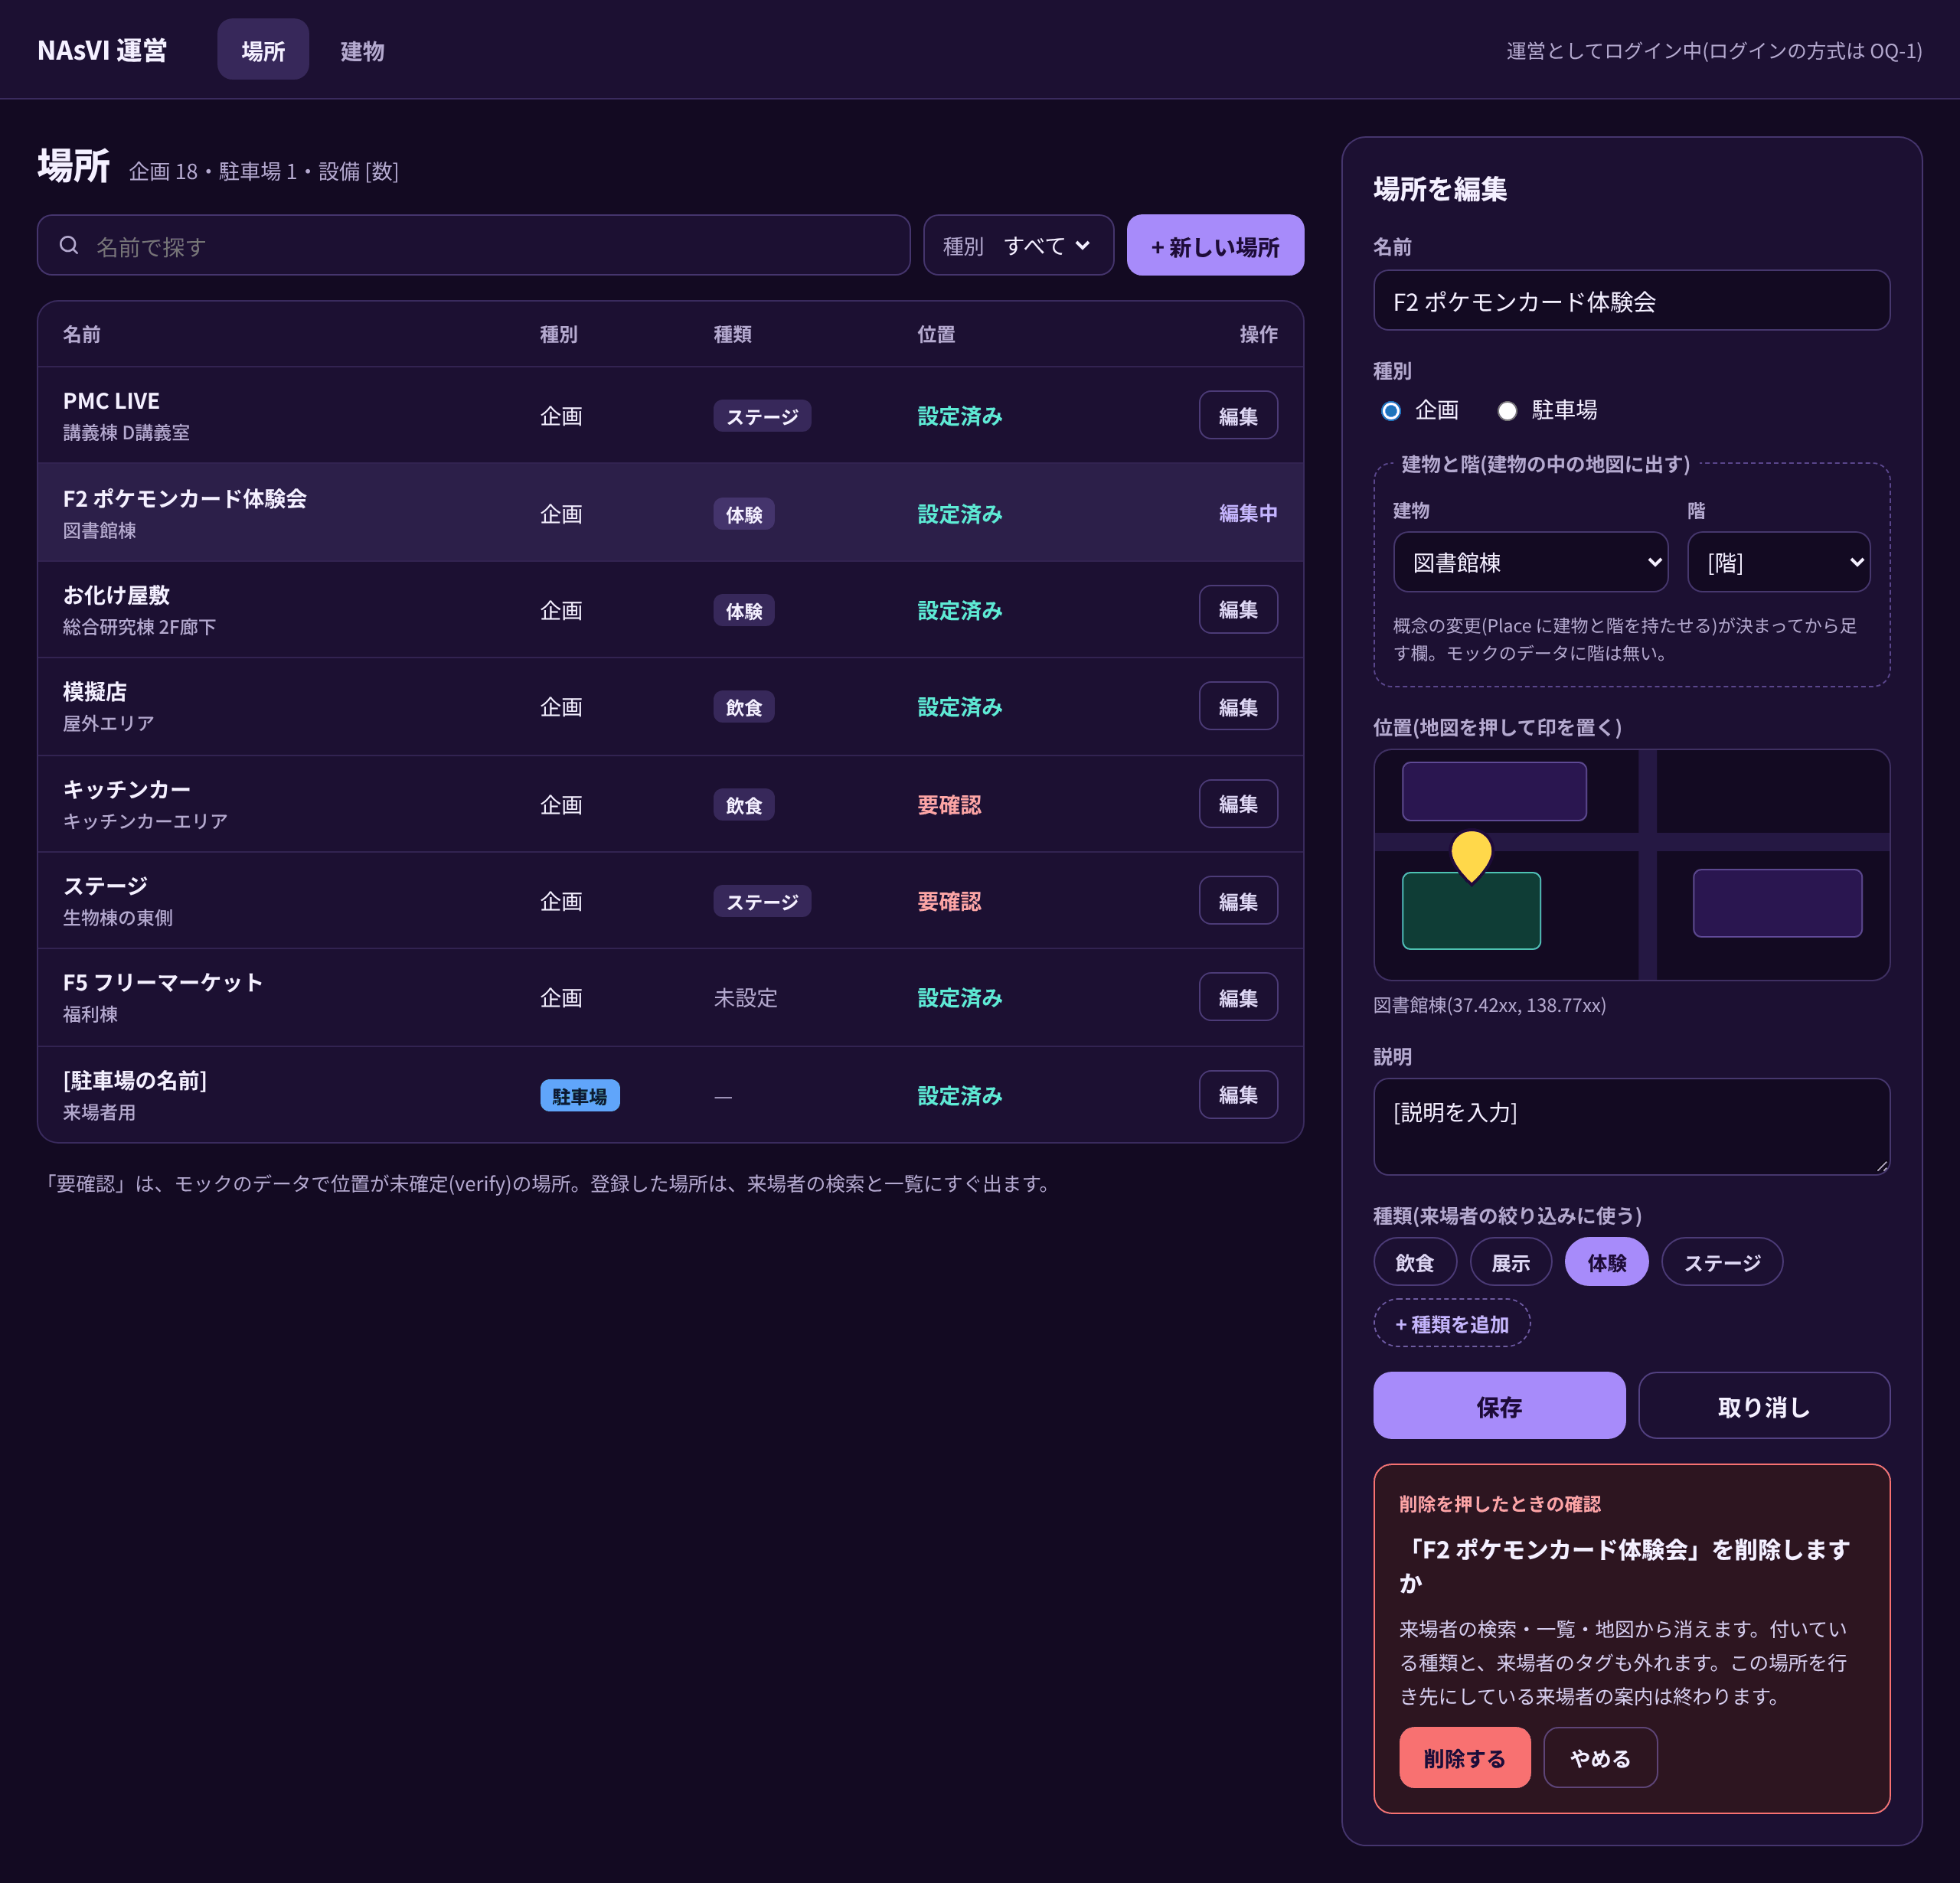 NAsVI 運営
場所
建物
運営としてログイン中(ログインの方式は OQ-1)
場所
企画 18・駐車場 1・設備 [数]
名前で探す
種別 すべて
+ 新しい場所
名前 種別 種類 位置 操作
PMC LIVE
講義棟 D講義室
企画
ステージ
設定済み
編集
F2 ポケモンカード体験会
図書館棟
企画
体験
設定済み
編集中
お化け屋敷
総合研究棟 2F廊下
企画
体験
設定済み
編集
模擬店
屋外エリア
企画
飲食
設定済み
編集
キッチンカー
キッチンカーエリア
企画
飲食
要確認
編集
ステージ
生物棟の東側
企画
ステージ
要確認
編集
F5 フリーマーケット
福利棟
企画
未設定
設定済み
編集
[駐車場の名前]
来場者用
駐車場
—
設定済み
編集
「要確認」は、モックのデータで位置が未確定(verify)の場所。登録した場所は、来場者の検索と一覧にすぐ出ます。
場所を編集
名前
F2 ポケモンカード体験会
種別
企画
駐車場
建物と階(建物の中の地図に出す)
建物
階
図書館棟
[階]
概念の変更(Place に建物と階を持たせる)が決まってから足
す欄。モックのデータに階は無い。
位置(地図を押して印を置く)
図書館棟(37.42xx, 138.77xx)
説明
[説明を入力]
種類(来場者の絞り込みに使う)
飲食
展示
体験
ステージ
+ 種類を追加
保存
取り消し
削除を押したときの確認
「F2 ポケモンカード体験会」を削除します
か
来場者の検索・一覧・地図から消えます。付いてい
る種類と、来場者のタグも外れます。この場所を行
き先にしている来場者の案内は終わります。
削除する
やめる